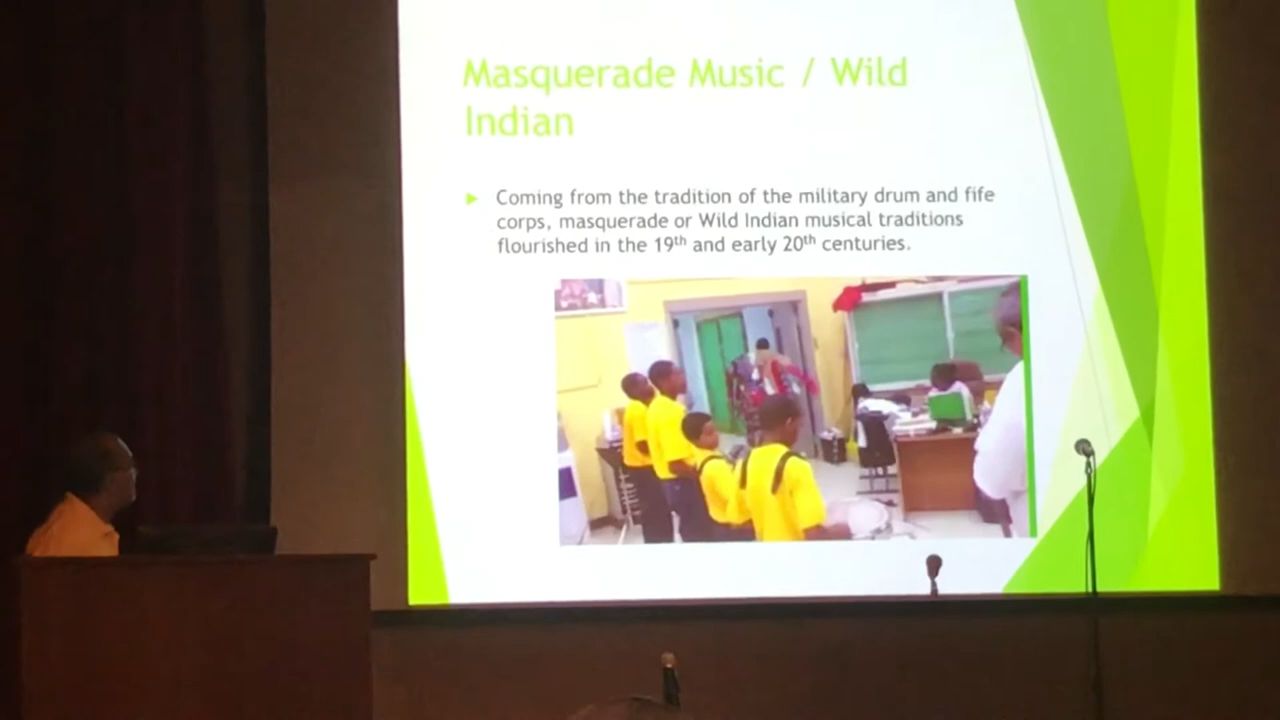 Masquerade Music / Wild
Indian
Coming from the tradition of the military drum and fife
corps, masquerade or Wild Indian musical traditions
flourished in the 19th and early 20th centuries.